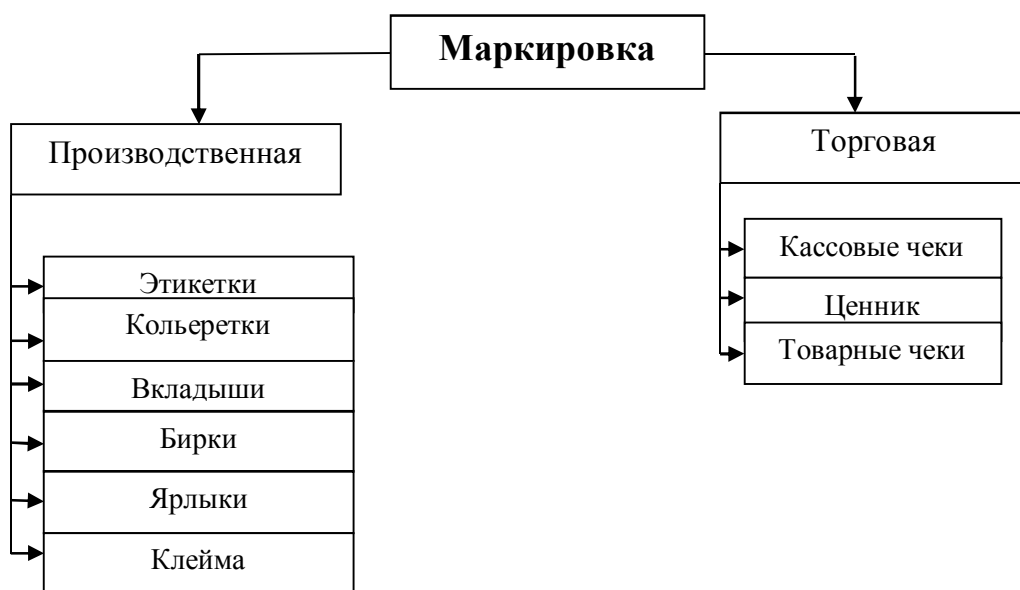 Маркировка
Производственная
Торговая
Этикетки
Кольеретки
Вкладыши
Бирки
Ярлыки
Клейма
Кассовые чеки
Ценник
Товарные чеки